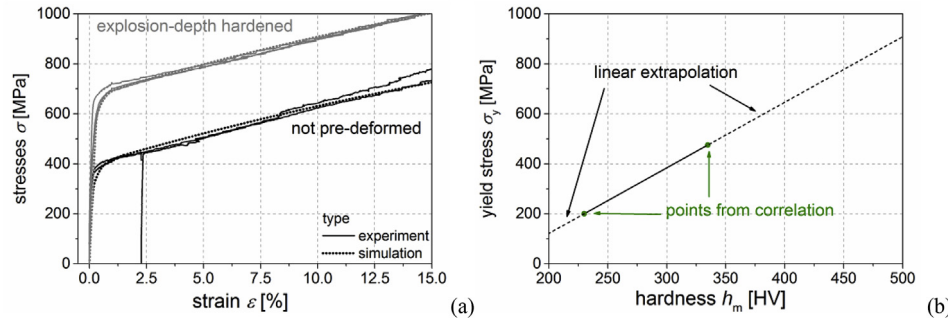 1000
800
600
400
200
0
stresses σ [MPa]
explosion-depth hardened
not pre-deformed
type
experiment
simulation
0.0 2.5 5.0 7.5 10.0 12.5 15.0
strain ε [%]
(a)
1000
800
600
400
200
0
yield stress σy [MPa]
linear extrapolation
points from correlation
200 250 300 350 400 450 500
hardness hm [HV]
(b)